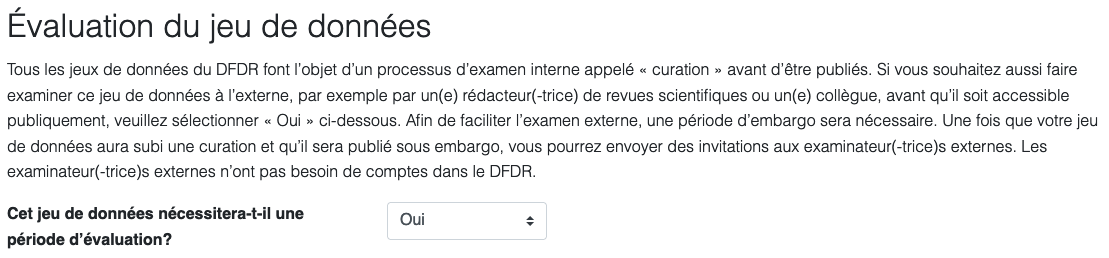 Évaluation du jeu de données
Tous les jeux de données du DFDR font l’objet d’un processus d’examen interne appelé « curation » avant d’être publiés. Si vous souhaitez aussi faire
examiner ce jeu de données à l’externe, par exemple par un(e) rédacteur(-trice) de revues scientifiques ou un(e) collègue, avant qu’il soit accessible
publiquement, veuillez sélectionner « Oui » ci-dessous. Afin de faciliter l’examen externe, une période d’embargo sera nécessaire. Une fois que votre jeu
de données aura subi une curation et qu’il sera publié sous embargo, vous pourrez envoyer des invitations aux examinateur(-trice)s externes. Les
examinateur(-trice)s externes n’ont pas besoin de comptes dans le DFDR.
Cet jeu de données nécessitera-t-il une
période d’évaluation?
Oui